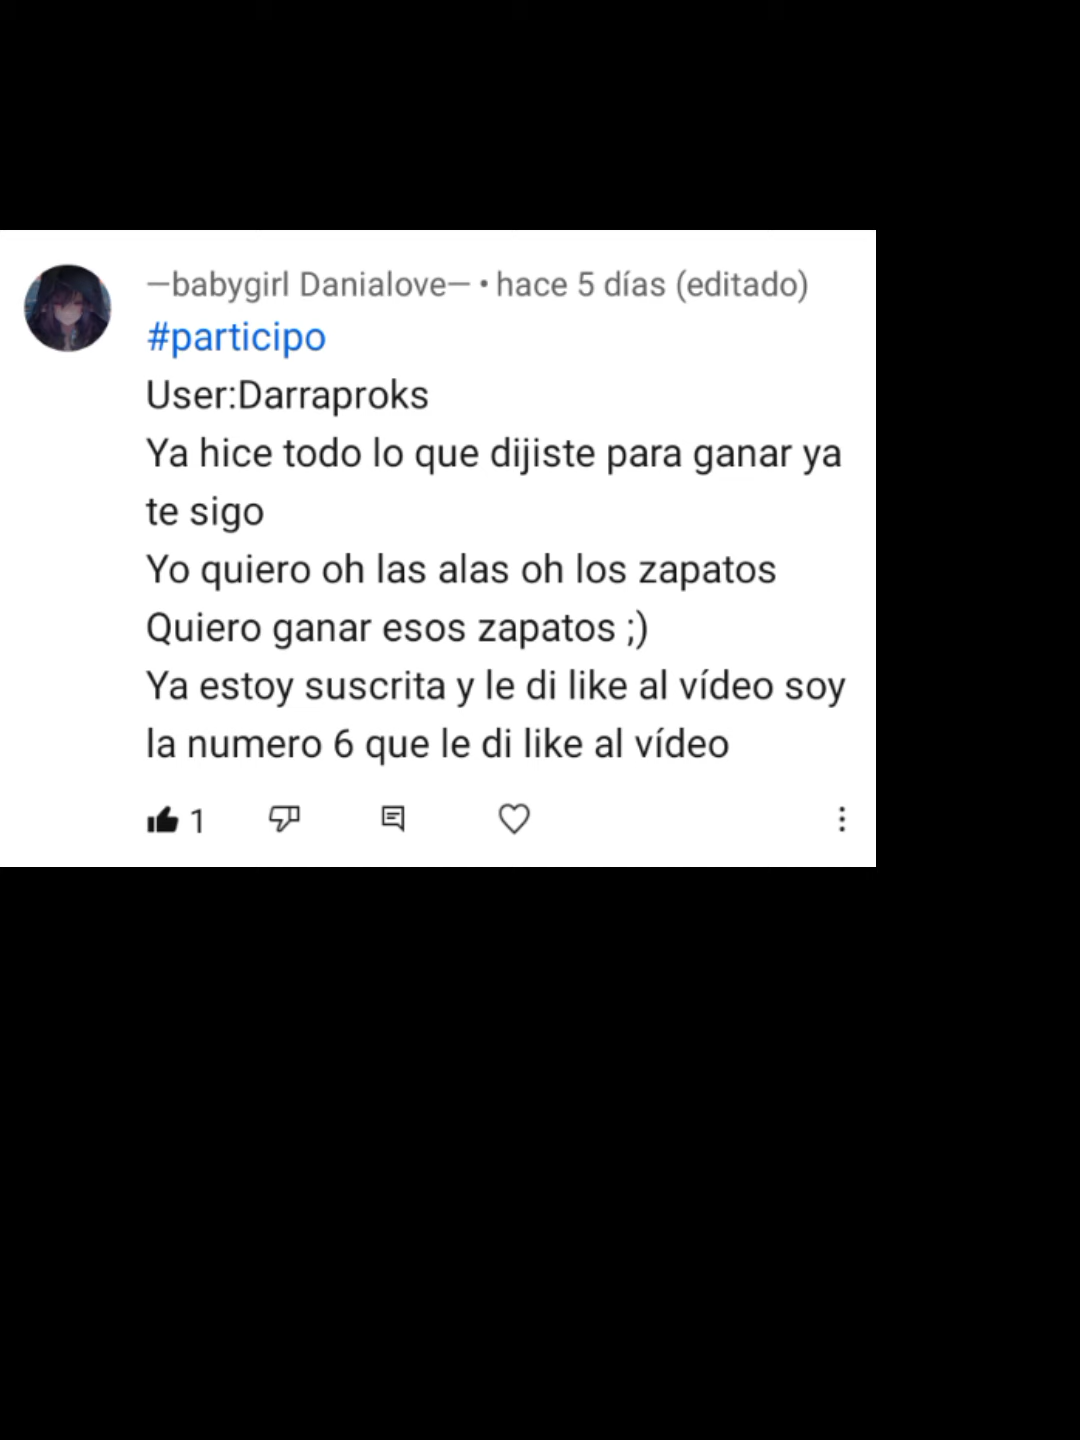 —babygirl Danialove— • hace 5 días (editado)
#participo
User:Darraproks
Ya hice todo lo que dijiste para ganar ya
te sigo
Yo quiero oh las alas oh los zapatos
Quiero ganar esos zapatos ;)
Ya estoy suscrita y le di like al vídeo soy
la numero 6 que le di like al vídeo
1